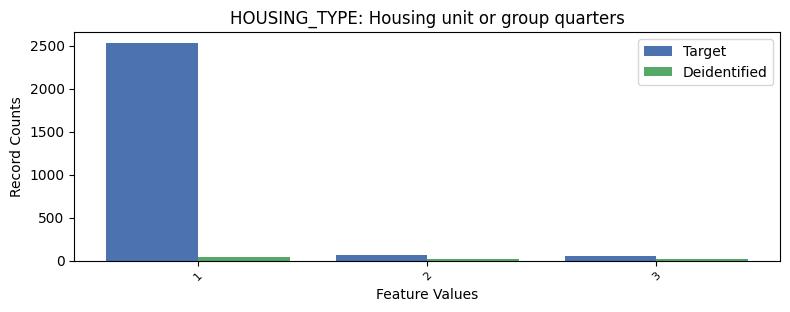 HOUSING_TYPE: Housing unit or group quarters
Target
Deidentified
Record Counts
2500
2000
1500
1000
500
0
1
2
3
Feature Values